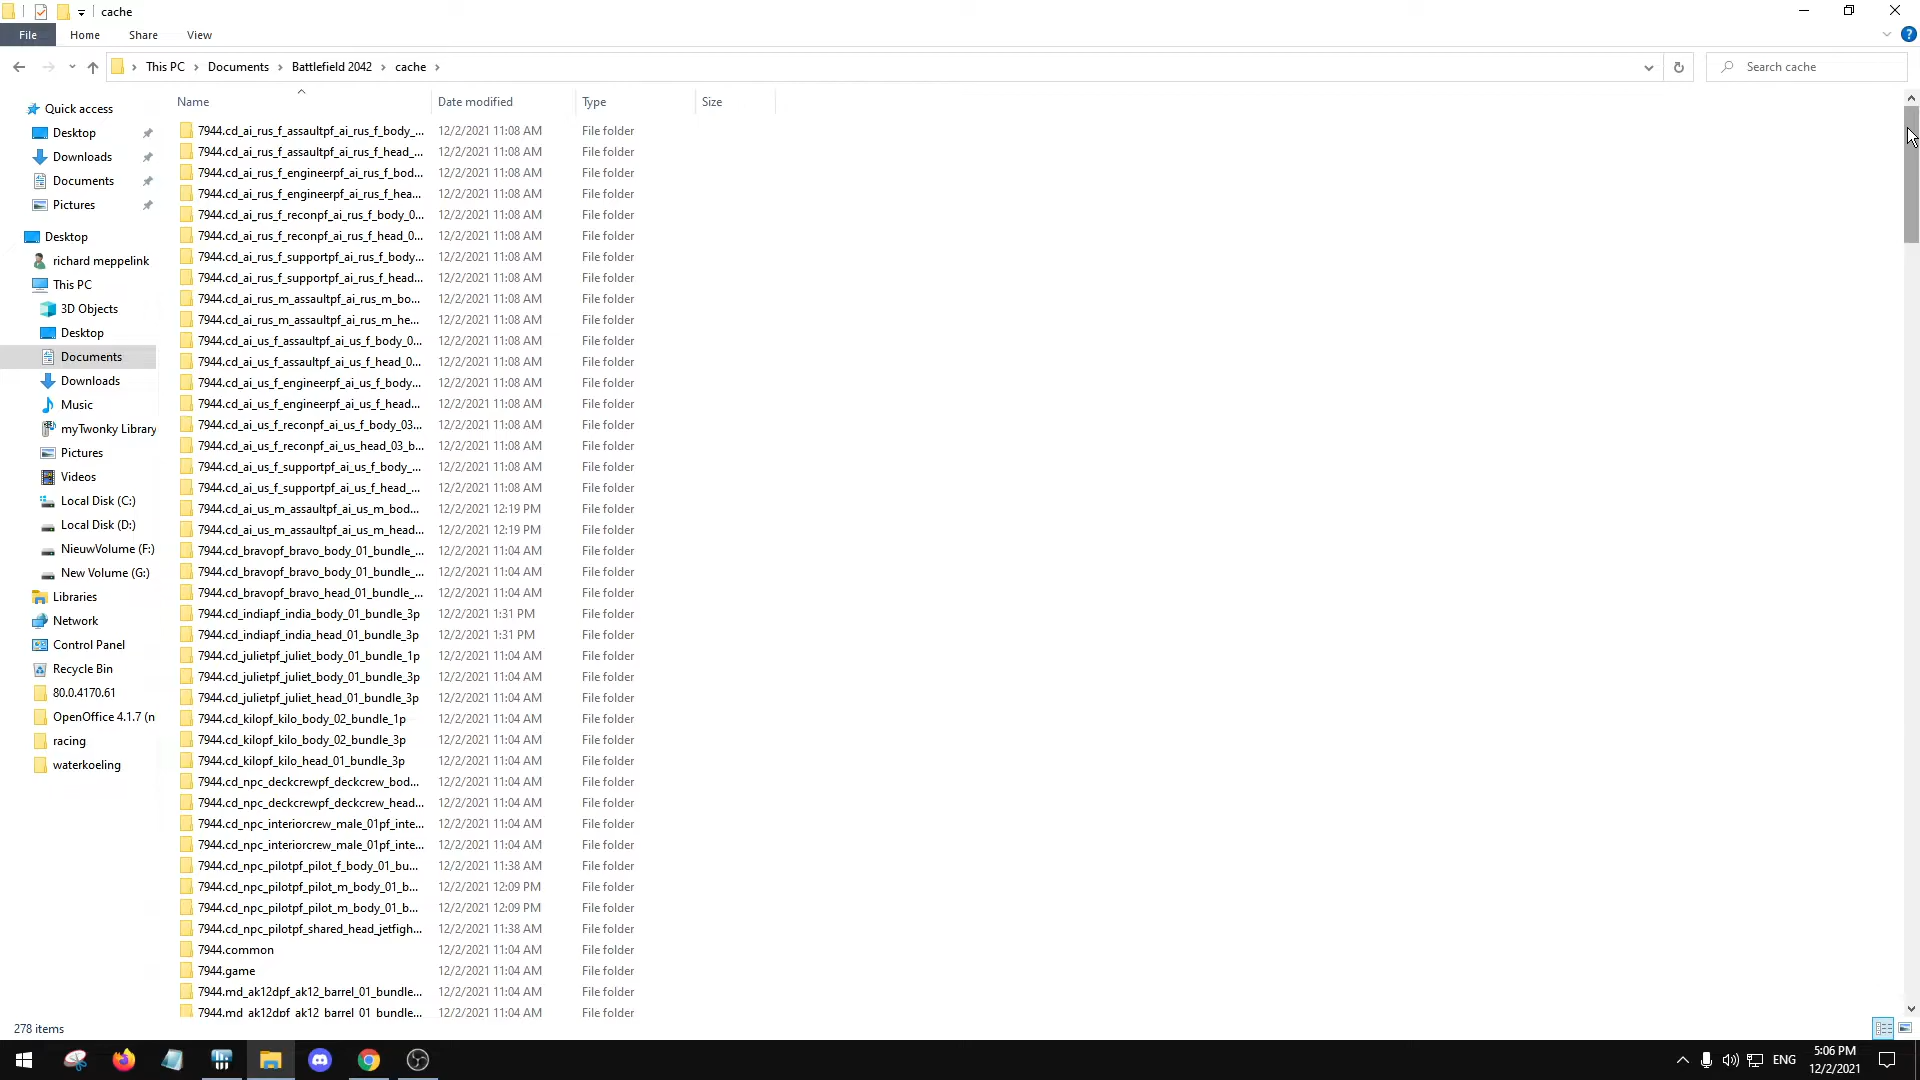 cache
File Home Share View
This PC Documents Battlefield 2042 cache
Search cache
Name Date modified Type Size
Quick access
Desktop
Downloads
Documents
Pictures
Desktop
richard meppelink
This PC
3D Objects
Desktop
Documents
Downloads
Music
myTwonky Library
Pictures
Videos
Local Disk (C:)
Local Disk (D:)
NieuwVolume (F:)
New Volume (G:)
Libraries
Network
Control Panel
Recycle Bin
80.0.4170.61
OpenOffice 4.1.7 (n
racing
waterkoeling
7944.cd_ai_rus_f_assaultpf_ai_rus_f_body_... 12/2/2021 11:08 AM File folder
7944.cd_ai_rus_f_assaultpf_ai_rus_f_head_... 12/2/2021 11:08 AM File folder
7944.cd_ai_rus_f_engineerpf_ai_rus_f_bod... 12/2/2021 11:08 AM File folder
7944.cd_ai_rus_f_engineerpf_ai_rus_f_hea... 12/2/2021 11:08 AM File folder
7944.cd_ai_rus_f_reconpf_ai_rus_f_body_0... 12/2/2021 11:08 AM File folder
7944.cd_ai_rus_f_reconpf_ai_rus_f_head_0... 12/2/2021 11:08 AM File folder
7944.cd_ai_rus_f_supportpf_ai_rus_f_body... 12/2/2021 11:08 AM File folder
7944.cd_ai_rus_f_supportpf_ai_rus_f_head... 12/2/2021 11:08 AM File folder
7944.cd_ai_rus_m_assaultpf_ai_rus_m_bo... 12/2/2021 11:08 AM File folder
7944.cd_ai_rus_m_assaultpf_ai_rus_m_he... 12/2/2021 11:08 AM File folder
7944.cd_ai_us_f_assaultpf_ai_us_f_body_0... 12/2/2021 11:08 AM File folder
7944.cd_ai_us_f_assaultpf_ai_us_f_head_0... 12/2/2021 11:08 AM File folder
7944.cd_ai_us_f_engineerpf_ai_us_f_body... 12/2/2021 11:08 AM File folder
7944.cd_ai_us_f_engineerpf_ai_us_f_head... 12/2/2021 11:08 AM File folder
7944.cd_ai_us_f_reconpf_ai_us_f_body_03... 12/2/2021 11:08 AM File folder
7944.cd_ai_us_f_reconpf_ai_us_head_03_b... 12/2/2021 11:08 AM File folder
7944.cd_ai_us_f_supportpf_ai_us_f_body_... 12/2/2021 11:08 AM File folder
7944.cd_ai_us_f_supportpf_ai_us_f_head_... 12/2/2021 11:08 AM File folder
7944.cd_ai_us_m_assaultpf_ai_us_m_bod... 12/2/2021 12:19 PM File folder
7944.cd_ai_us_m_assaultpf_ai_us_m_head... 12/2/2021 12:19 PM File folder
7944.cd_bravopf_bravo_body_01_bundle_... 12/2/2021 11:04 AM File folder
7944.cd_bravopf_bravo_body_01_bundle_... 12/2/2021 11:04 AM File folder
7944.cd_bravopf_bravo_head_01_bundle_... 12/2/2021 11:04 AM File folder
7944.cd_indiapf_india_body_01_bundle_3p 12/2/2021 1:31 PM File folder
7944.cd_indiapf_india_head_01_bundle_3p 12/2/2021 1:31 PM File folder
7944.cd_julietpf_juliet_body_01_bundle_1p 12/2/2021 11:04 AM File folder
7944.cd_julietpf_juliet_body_01_bundle_3p 12/2/2021 11:04 AM File folder
7944.cd_julietpf_juliet_head_01_bundle_3p 12/2/2021 11:04 AM File folder
7944.cd_kilopf_kilo_body_02_bundle_1p 12/2/2021 11:04 AM File folder
7944.cd_kilopf_kilo_body_02_bundle_3p 12/2/2021 11:04 AM File folder
7944.cd_kilopf_kilo_head_01_bundle_3p 12/2/2021 11:04 AM File folder
7944.cd_npc_deckcrewpf_deckcrew_bod... 12/2/2021 11:04 AM File folder
7944.cd_npc_deckcrewpf_deckcrew_head... 12/2/2021 11:04 AM File folder
7944.cd_npc_interiorcrew_male_01pf_inte... 12/2/2021 11:04 AM File folder
7944.cd_npc_interiorcrew_male_01pf_inte... 12/2/2021 11:04 AM File folder
7944.cd_npc_pilotpf_pilot_f_body_01_bu... 12/2/2021 11:38 AM File folder
7944.cd_npc_pilotpf_pilot_m_body_01_b... 12/2/2021 12:09 PM File folder
7944.cd_npc_pilotpf_pilot_m_body_01_b... 12/2/2021 12:09 PM File folder
7944.cd_npc_pilotpf_shared_head_jetfigh... 12/2/2021 11:38 AM File folder
7944.common 12/2/2021 11:04 AM File folder
7944.game 12/2/2021 11:04 AM File folder
7944.md_ak12dpf_ak12_barrel_01_bundle... 12/2/2021 11:04 AM File folder
7944.md_ak12dpf_ak12_barrel_01_bundle... 12/2/2021 11:04 AM File folder
278 items
ENG
5:06 PM
12/2/2021